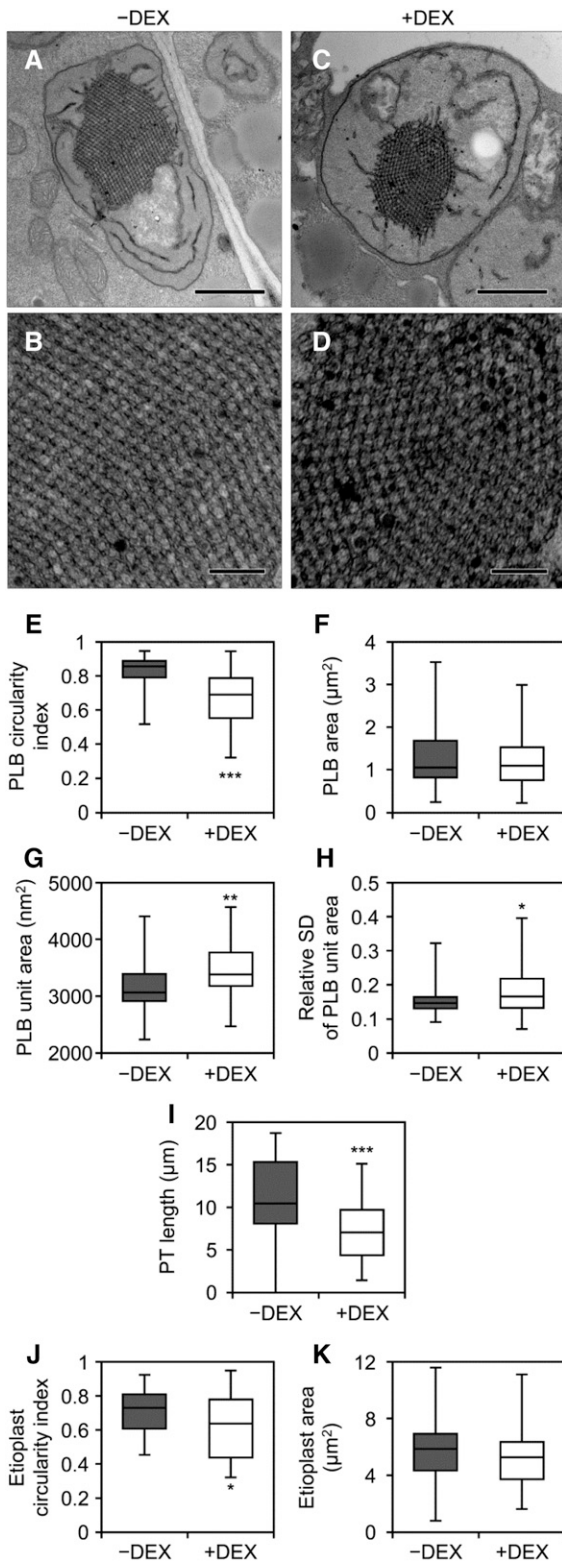 −DEX +DEX
A C
B D
E F
PLB circularity index
1
0.8
0.6
0.4
0.2
0
***
−DEX +DEX
PLB area (µm²)
4
3
2
1
0
−DEX +DEX
G H
PLB unit area (nm²)
5000
4000
3000
2000
**
−DEX +DEX
Relative SD
of PLB unit area
0.5
0.4
0.3
0.2
0.1
0
*
−DEX +DEX
I
PT length (µm)
20
15
10
5
0
***
−DEX +DEX
J K
Etioplast
circularity index
1
0.8
0.6
0.4
0.2
0
*
−DEX +DEX
Etioplast area
(µm²)
12
8
4
0
−DEX +DEX